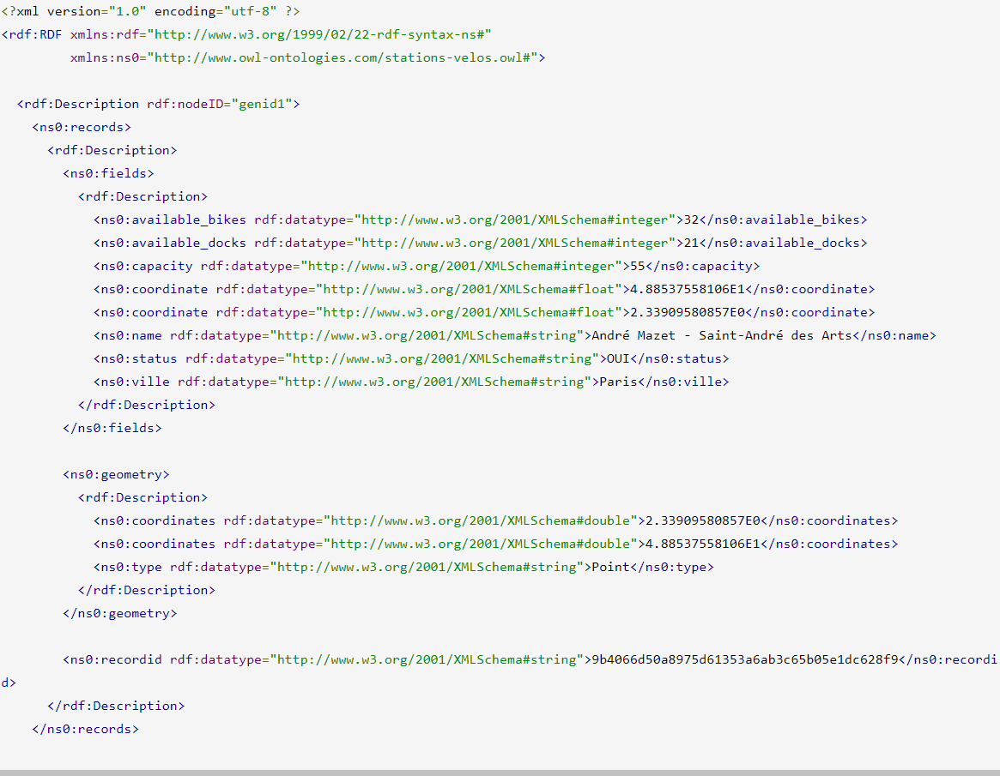 <?xml version="1.0" encoding="utf-8" ?>
<rdf:RDF xmlns:rdf="http://www.w3.org/1999/02/22-rdf-syntax-ns#"
         xmlns:ns0="http://www.owl-ontologies.com/stations-velos.owl#">

  <rdf:Description rdf:nodeID="genid1">
    <ns0:records>
      <rdf:Description>
        <ns0:fields>
          <rdf:Description>
            <ns0:available_bikes rdf:datatype="http://www.w3.org/2001/XMLSchema#integer">32</ns0:available_bikes>
            <ns0:available_docks rdf:datatype="http://www.w3.org/2001/XMLSchema#integer">21</ns0:available_docks>
            <ns0:capacity rdf:datatype="http://www.w3.org/2001/XMLSchema#integer">55</ns0:capacity>
            <ns0:coordinate rdf:datatype="http://www.w3.org/2001/XMLSchema#float">4.88537558106E1</ns0:coordinate>
            <ns0:coordinate rdf:datatype="http://www.w3.org/2001/XMLSchema#float">2.33909580857E0</ns0:coordinate>
            <ns0:name rdf:datatype="http://www.w3.org/2001/XMLSchema#string">André Mazet - Saint-André des Arts</ns0:name>
            <ns0:status rdf:datatype="http://www.w3.org/2001/XMLSchema#string">OUI</ns0:status>
            <ns0:ville rdf:datatype="http://www.w3.org/2001/XMLSchema#string">Paris</ns0:ville>
          </rdf:Description>
        </ns0:fields>

        <ns0:geometry>
          <rdf:Description>
            <ns0:coordinates rdf:datatype="http://www.w3.org/2001/XMLSchema#double">2.33909580857E0</ns0:coordinates>
            <ns0:coordinates rdf:datatype="http://www.w3.org/2001/XMLSchema#double">4.88537558106E1</ns0:coordinates>
            <ns0:type rdf:datatype="http://www.w3.org/2001/XMLSchema#string">Point</ns0:type>
          </rdf:Description>
        </ns0:geometry>

        <ns0:recordid rdf:datatype="http://www.w3.org/2001/XMLSchema#string">9b4066d50a8975d61353a6ab3c65b05e1dc628f9</ns0:recordi
d>
      </rdf:Description>
    </ns0:records>